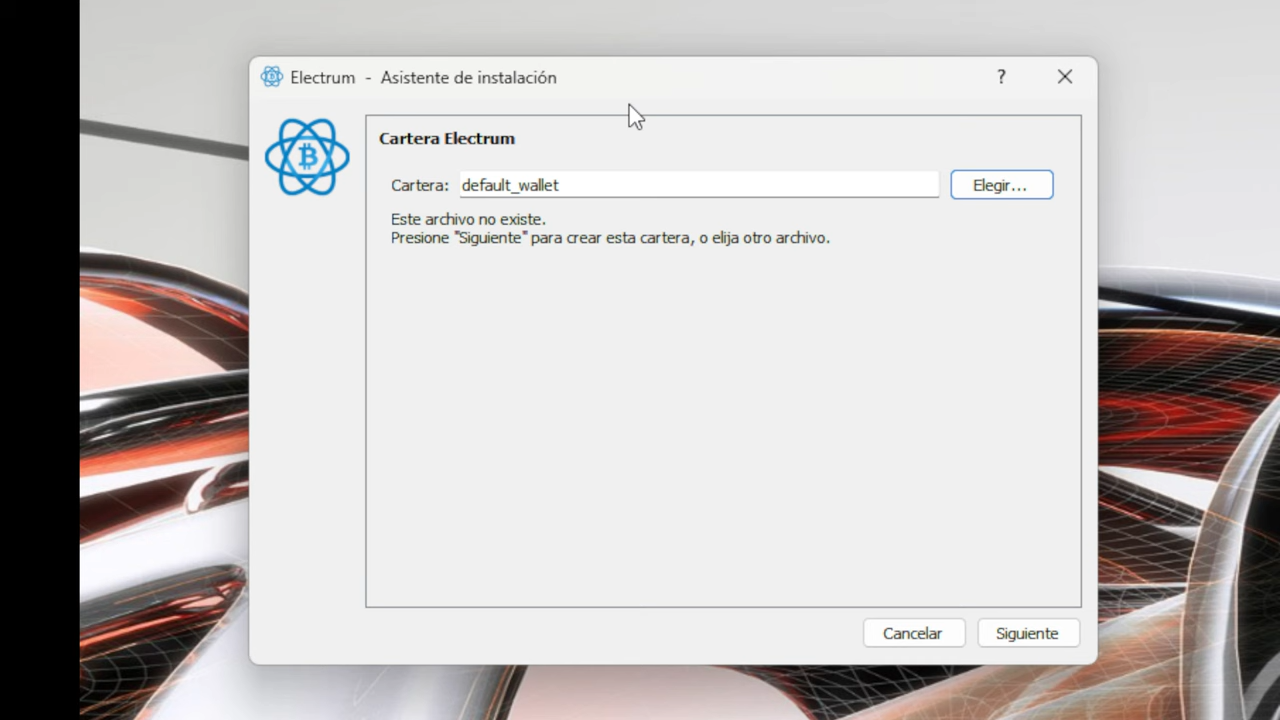 Electrum - Asistente de instalación
?
Cartera Electrum
Cartera: default_wallet Elegir...
Este archivo no existe.
Presione "Siguiente" para crear esta cartera, o elija otro archivo.
Cancelar Siguiente